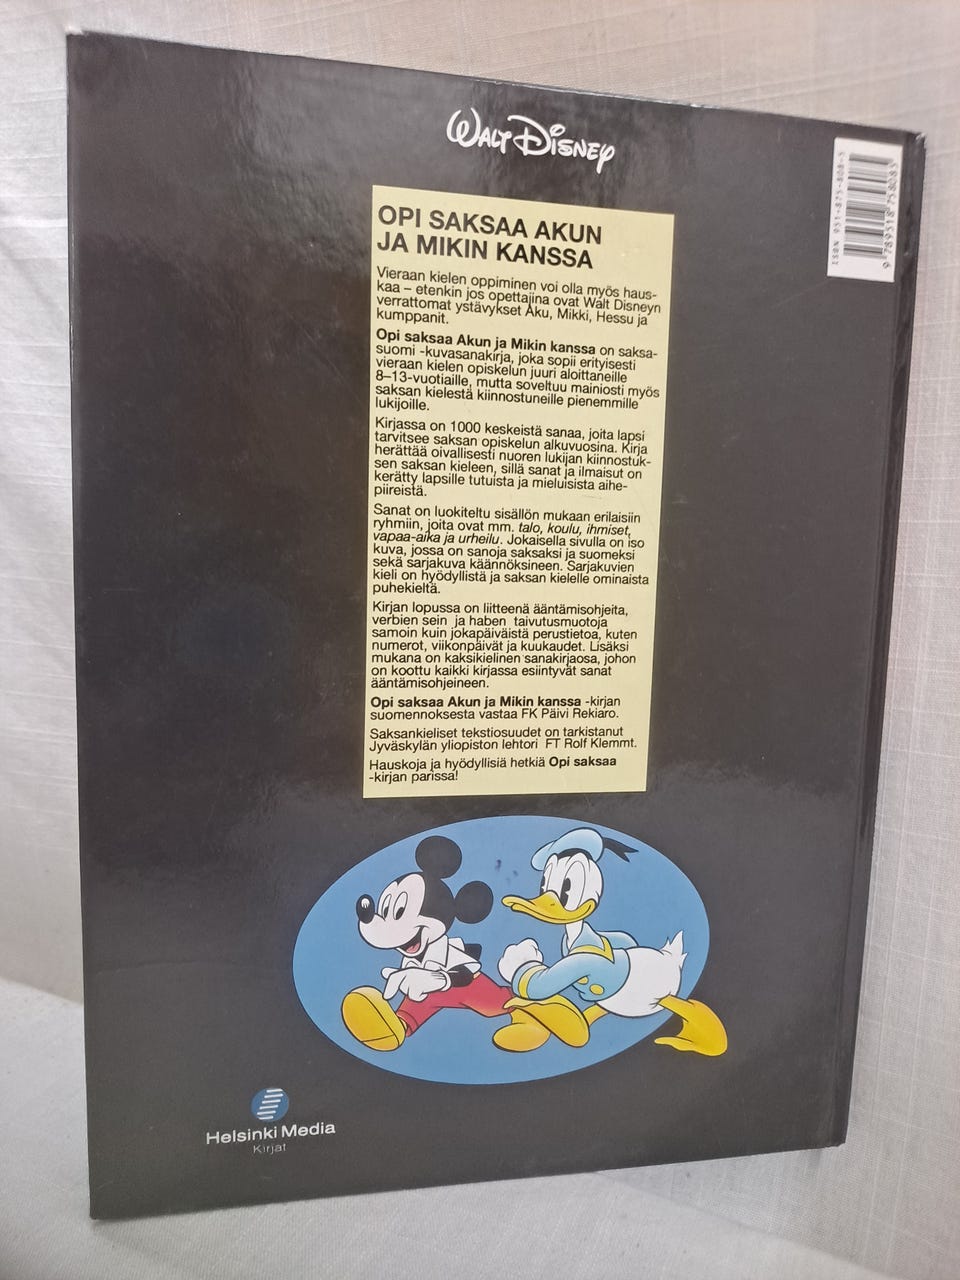 WALT DISNEY
ISBN 951-875-808-5
9 789518 758085
OPI SAKSAA AKUN
JA MIKIN KANSSA
Vieraan kielen oppiminen voi olla myös haus-
kaa – etenkin jos opettajina ovat Walt Disneyn
verrattomat ystävykset Aku, Mikki, Hessu ja
kumppanit.
Opi saksaa Akun ja Mikin kanssa on saksa-
suomi -kuvasanakirja, joka sopii erityisesti
vieraan kielen opiskelun juuri aloittaneille
8–13-vuotiaille, mutta soveltuu mainiosti myös
saksan kielestä kiinnostuneille pienemmille
lukijoille.
Kirjassa on 1000 keskeistä sanaa, joita lapsi
tarvitsee saksan opiskelun alkuvuosina. Kirja
herättää oivallisesti nuoren lukijan kiinnostuk-
sen saksan kieleen, sillä sanat ja ilmaisut on
kerätty lapsille tutuista ja mieluisista aihe-
piireistä.
Sanat on luokiteltu sisällön mukaan erilaisiin
ryhmiin, joita ovat mm. talo, koulu, ihmiset,
vapaa-aika ja urheilu. Jokaisella sivulla on iso
kuva, jossa on sanoja saksaksi ja suomeksi
sekä sarjakuva käännöksineen. Sarjakuvien
kieli on hyödyllistä ja saksan kielelle ominaista
puhekieltä.
Kirjan lopussa on liitteenä ääntämisohjeita,
verbien sein ja haben taivutusmuotoja
samoin kuin jokapäiväistä perustietoa, kuten
numerot, viikonpäivät ja kuukaudet. Lisäksi
mukana on kaksikielinen sanakirjaosa, johon
on koottu kaikki kirjassa esiintyvät sanat
ääntämisohjeineen.
Opi saksaa Akun ja Mikin kanssa -kirjan
suomennoksesta vastaa FK Päivi Rekiaro.
Saksankieliset tekstiosuudet on tarkistanut
Jyväskylän yliopiston lehtori FT Rolf Klemmt.
Hauskoja ja hyödyllisiä hetkiä Opi saksaa
-kirjan parissa!
Helsinki Media
Kirjat